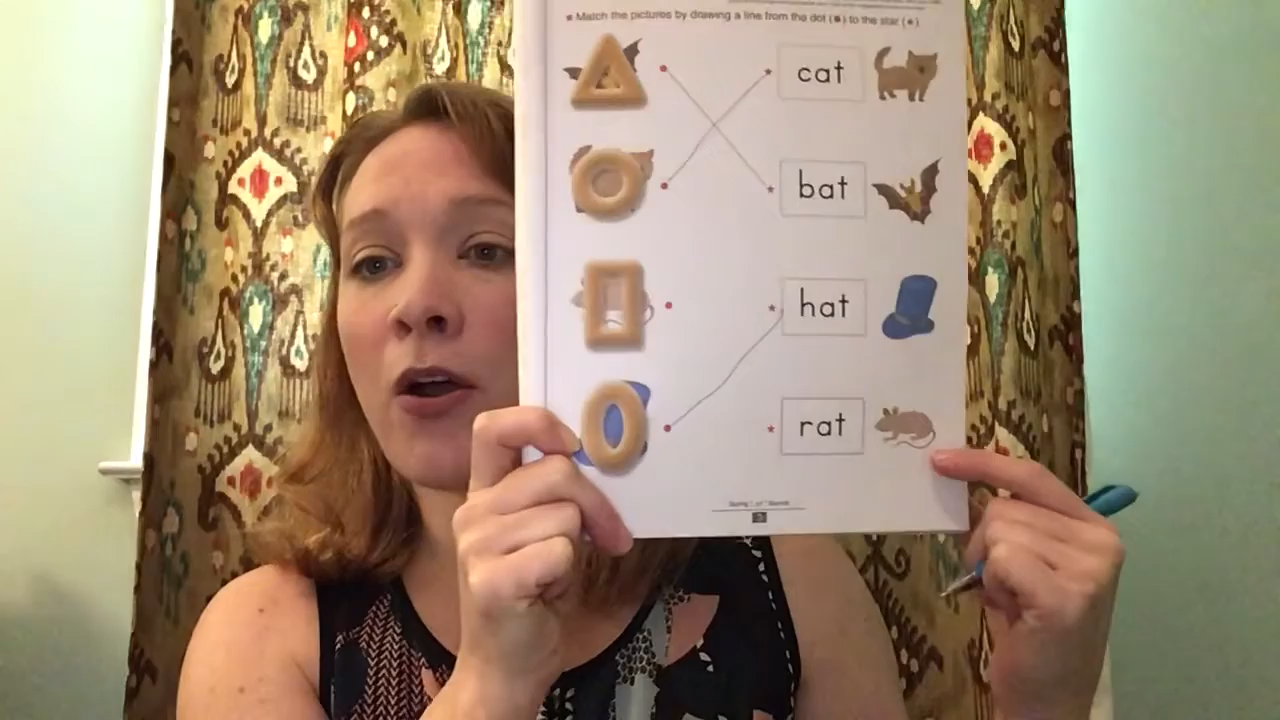 ★ Match the pictures by drawing a line from the dot (●) to the star (★)
cat
bat
hat
rat